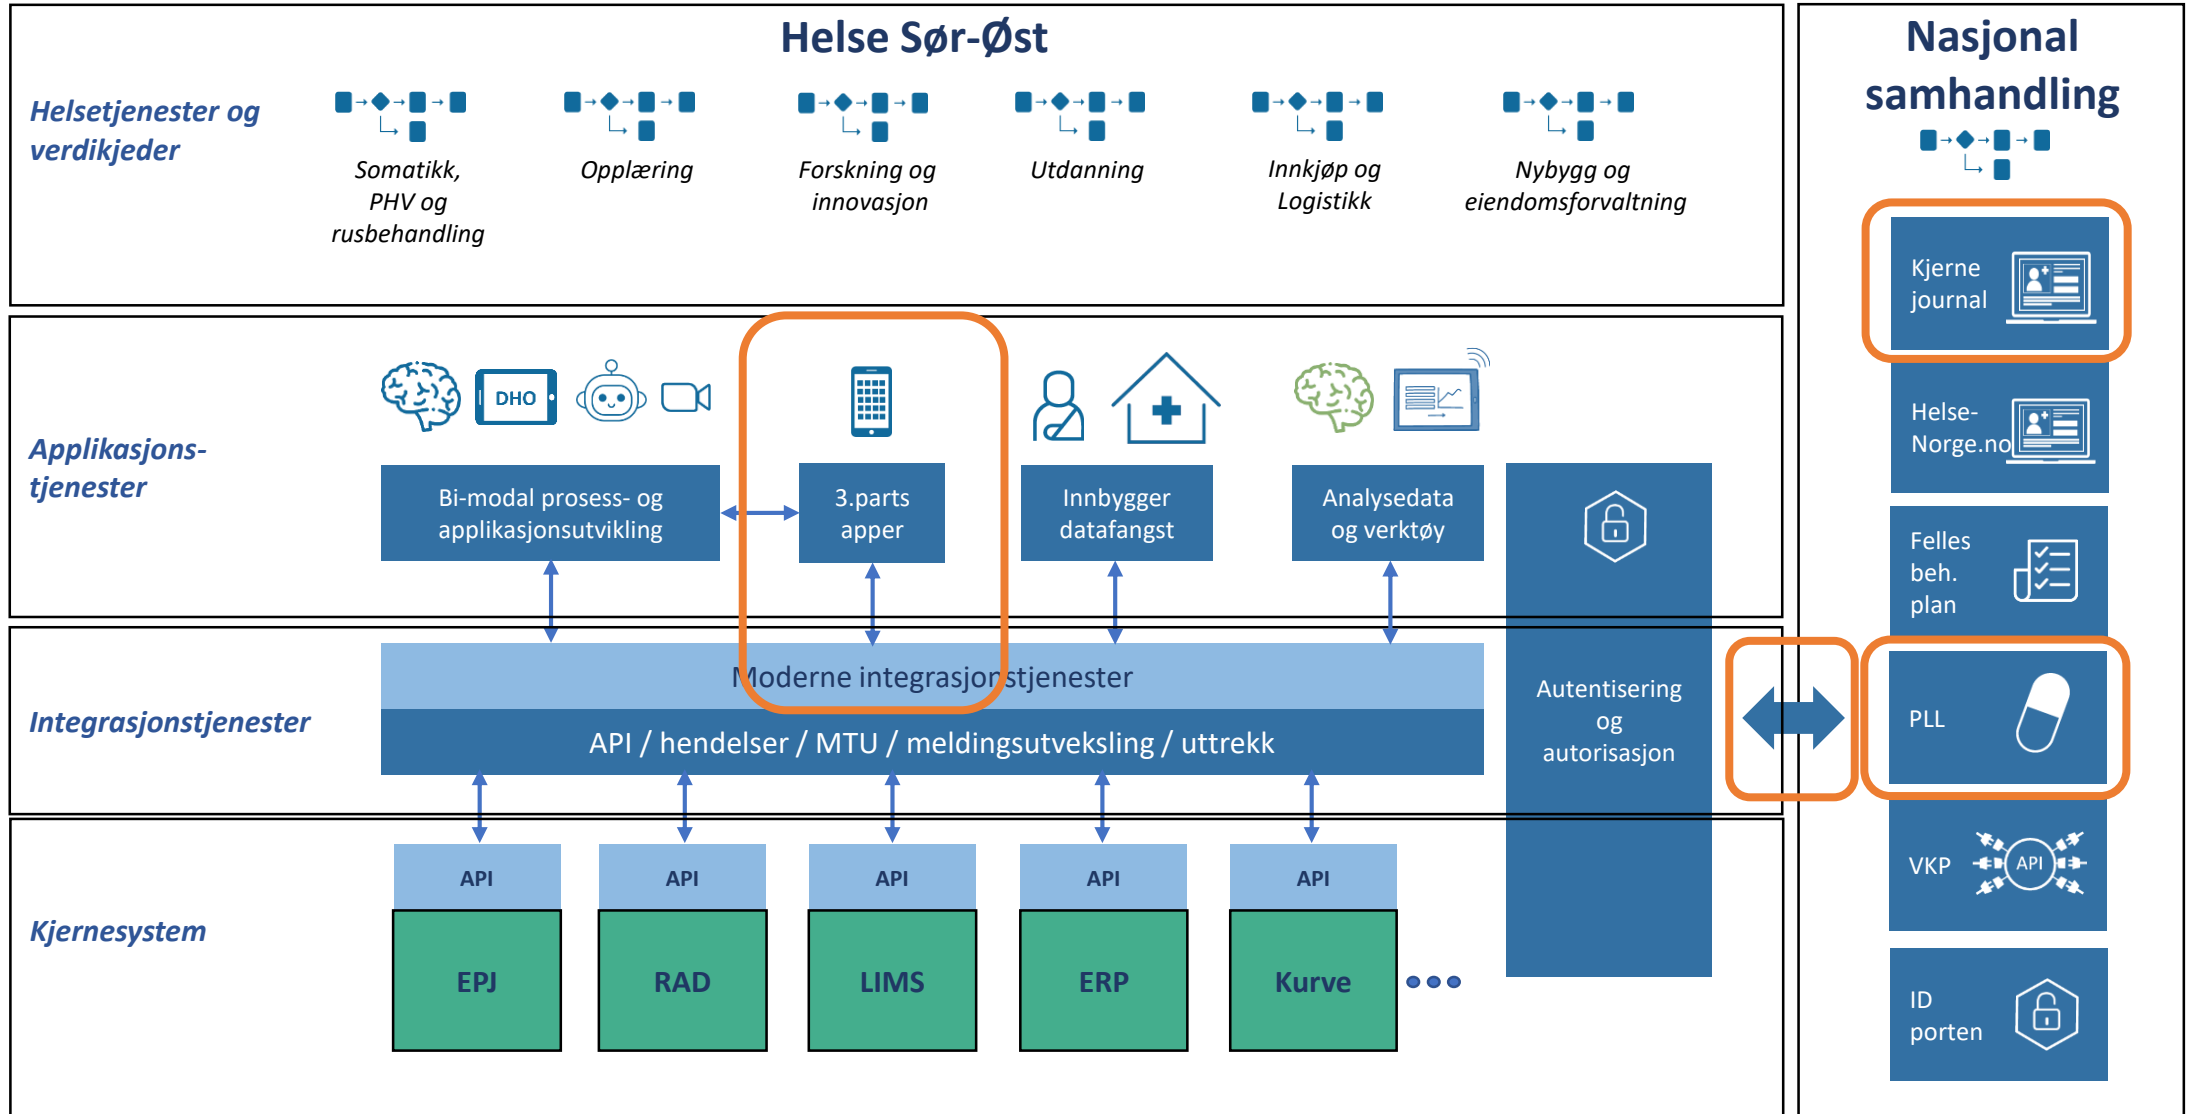 Helse Sør-Øst
Helsetjenester og
verdikjeder
Somatikk,
PHV og
rusbehandling
Opplæring
Forskning og
innovasjon
Utdanning
Innkjøp og
Logistikk
Nybygg og
eiendomsforvaltning
Applikasjons-
tjenester
DHO
Bi-modal prosess- og
applikasjonsutvikling
3.parts
apper
Innbygger
datafangst
Analysedata
og verktøy
Integrasjonstjenester
Moderne integrasjonstjenester
API / hendelser / MTU / meldingsutveksling / uttrekk
Autentisering
og
autorisasjon
Kjernesystem
API
API
API
API
API
EPJ
RAD
LIMS
ERP
Kurve
Nasjonal
samhandling
Kjerne
journal
Helse-
Norge.no
Felles
beh.
plan
PLL
VKP
API
ID
porten